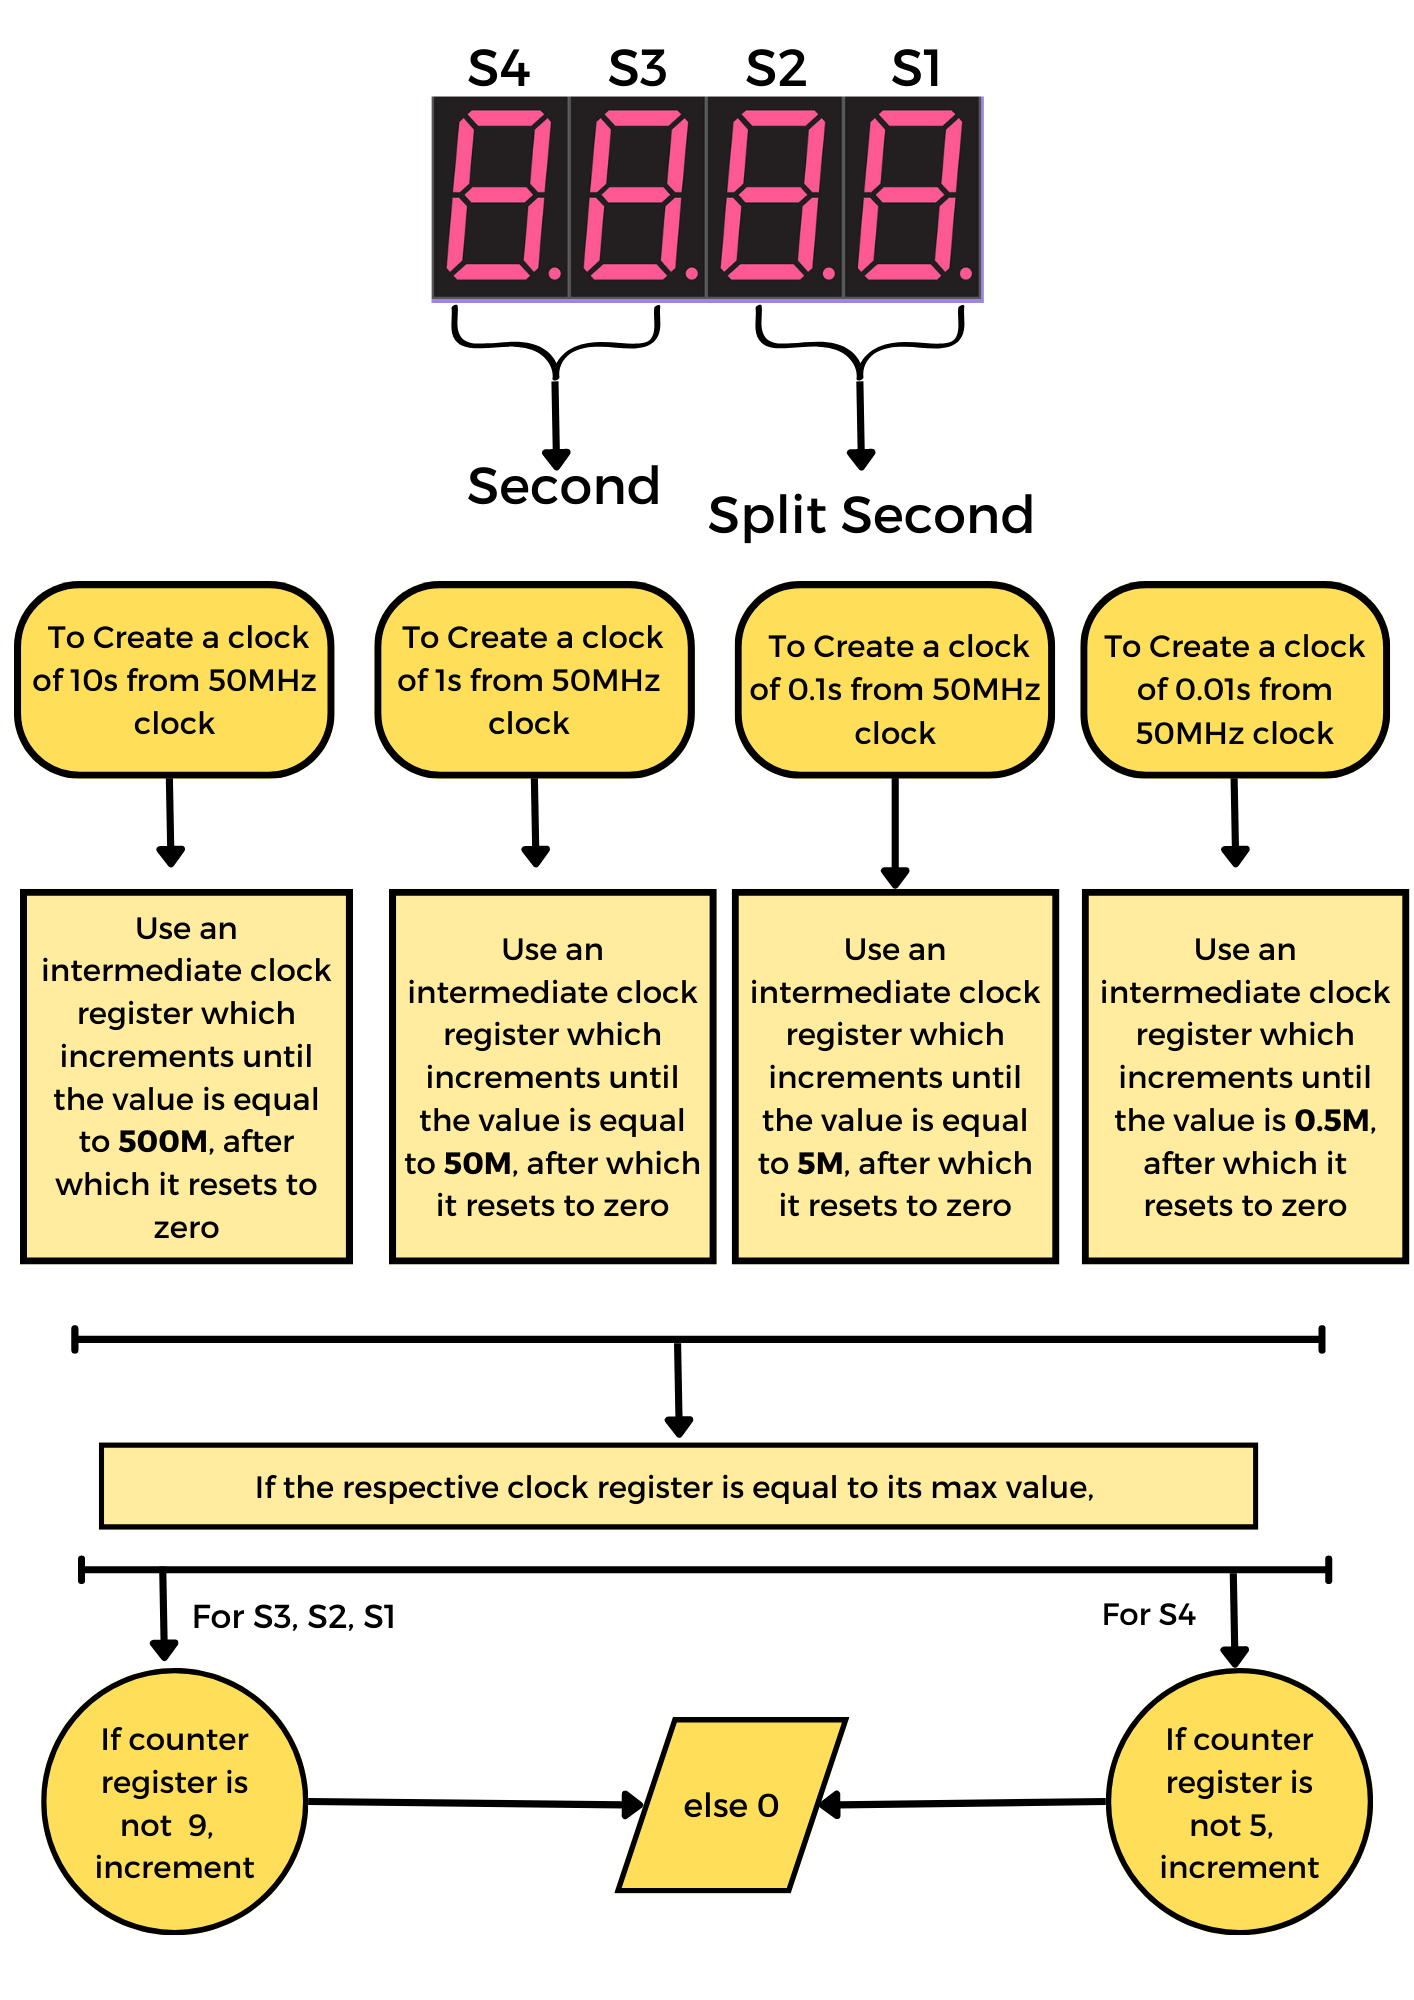 S4 S3 S2 S1
Second
Split Second
To Create a clock
of 10s from 50MHz
clock
To Create a clock
of 1s from 50MHz
clock
To Create a clock
of 0.1s from 50MHz
clock
To Create a clock
of 0.01s from
50MHz clock
Use an
intermediate clock
register which
increments until
the value is equal
to 500M, after
which it resets to
zero
Use an
intermediate clock
register which
increments until
the value is equal
to 50M, after which
it resets to zero
Use an
intermediate clock
register which
increments until
the value is equal
to 5M, after which
it resets to zero
Use an
intermediate clock
register which
increments until
the value is 0.5M,
after which it
resets to zero
If the respective clock register is equal to its max value,
For S3, S2, S1
For S4
If counter
register is
not 9,
increment
else 0
If counter
register is
not 5,
increment